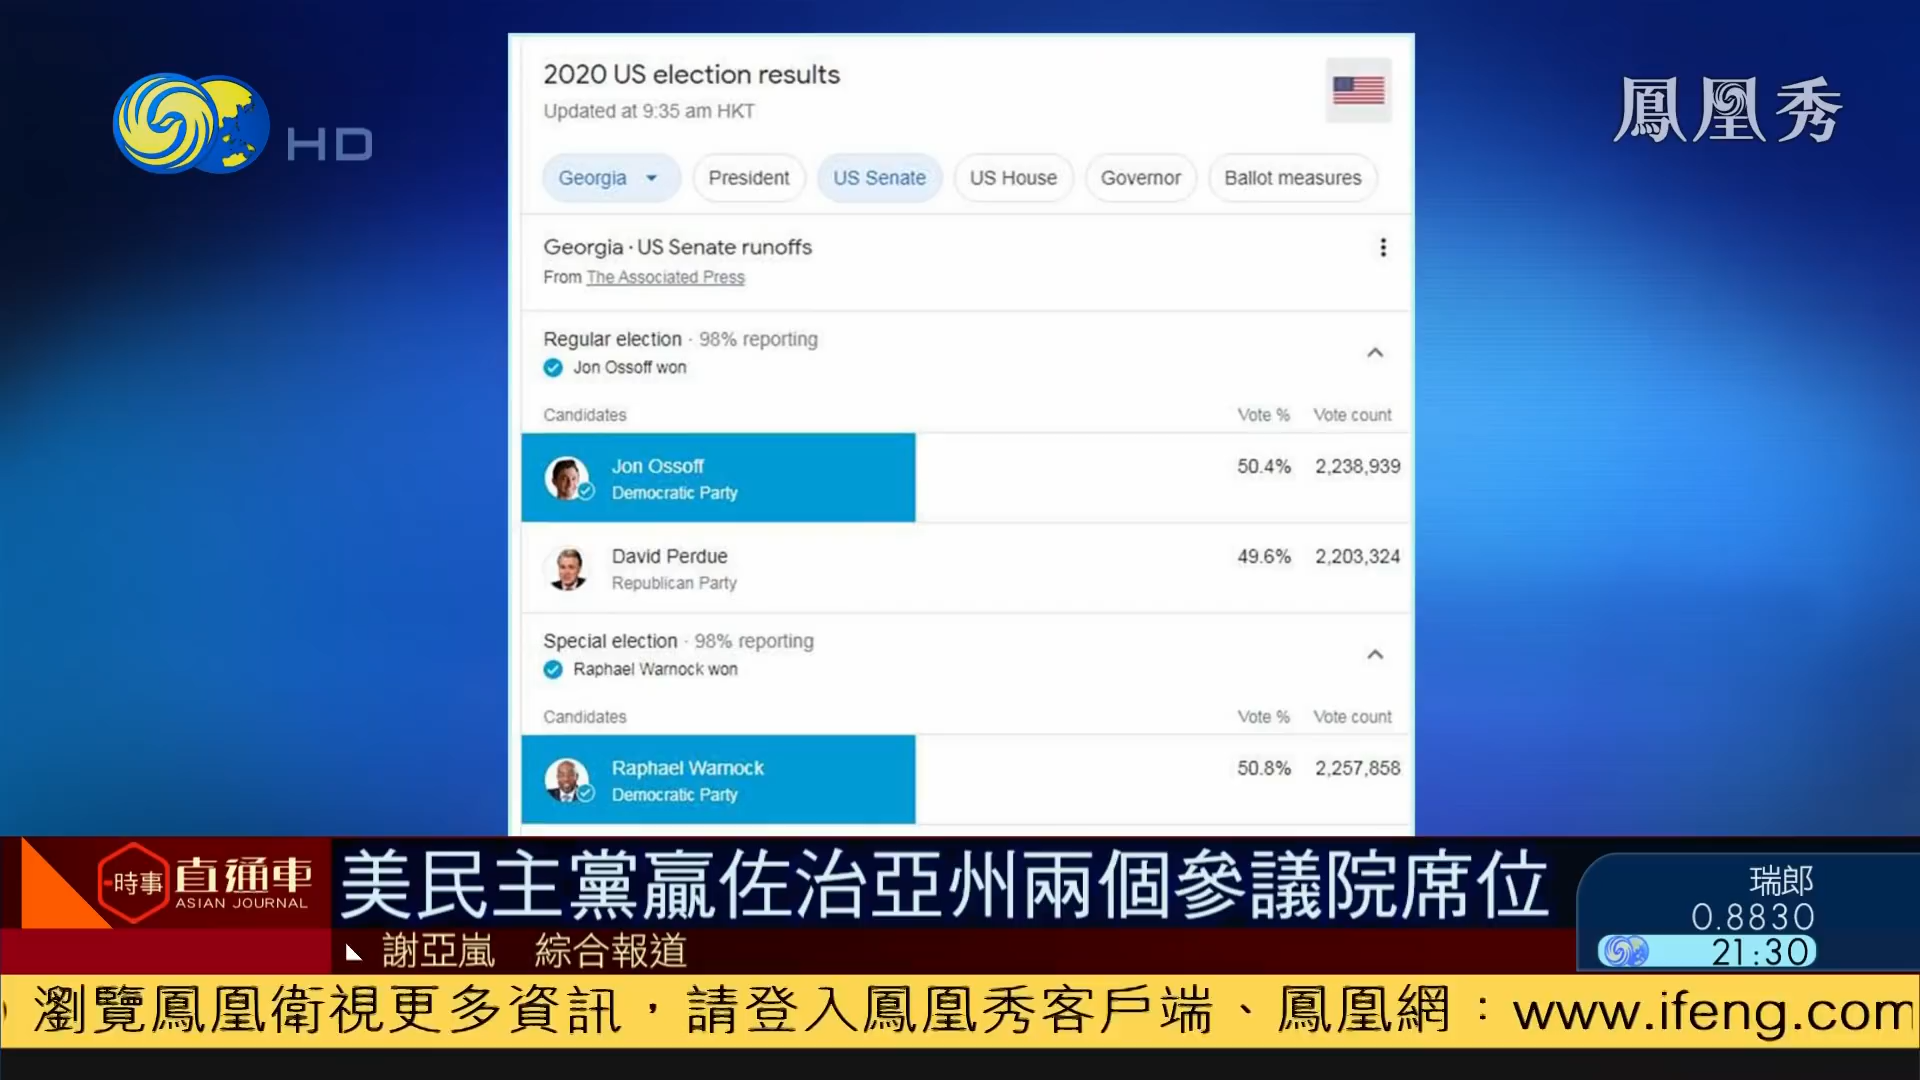 2020 US election results
Updated at 9:35 am HKT
HD
鳳凰秀
Georgia President US Senate US House Governor Ballot measures
Georgia · US Senate runoffs
From The Associated Press
Regular election · 98% reporting
Jon Ossoff won
Candidates Vote % Vote count
Jon Ossoff 50.4% 2,238,939
Democratic Party
David Perdue 49.6% 2,203,324
Republican Party
Special election · 98% reporting
Raphael Warnock won
Candidates Vote % Vote count
Raphael Warnock 50.8% 2,257,858
Democratic Party
時事直通車
ASIAN JOURNAL
美民主黨贏佐治亞州兩個參議院席位
謝亞嵐 綜合報道
瑞郎
0.8830
21:30
瀏覽鳳凰衛視更多資訊，請登入鳳凰秀客戶端、鳳凰網：www.ifeng.com